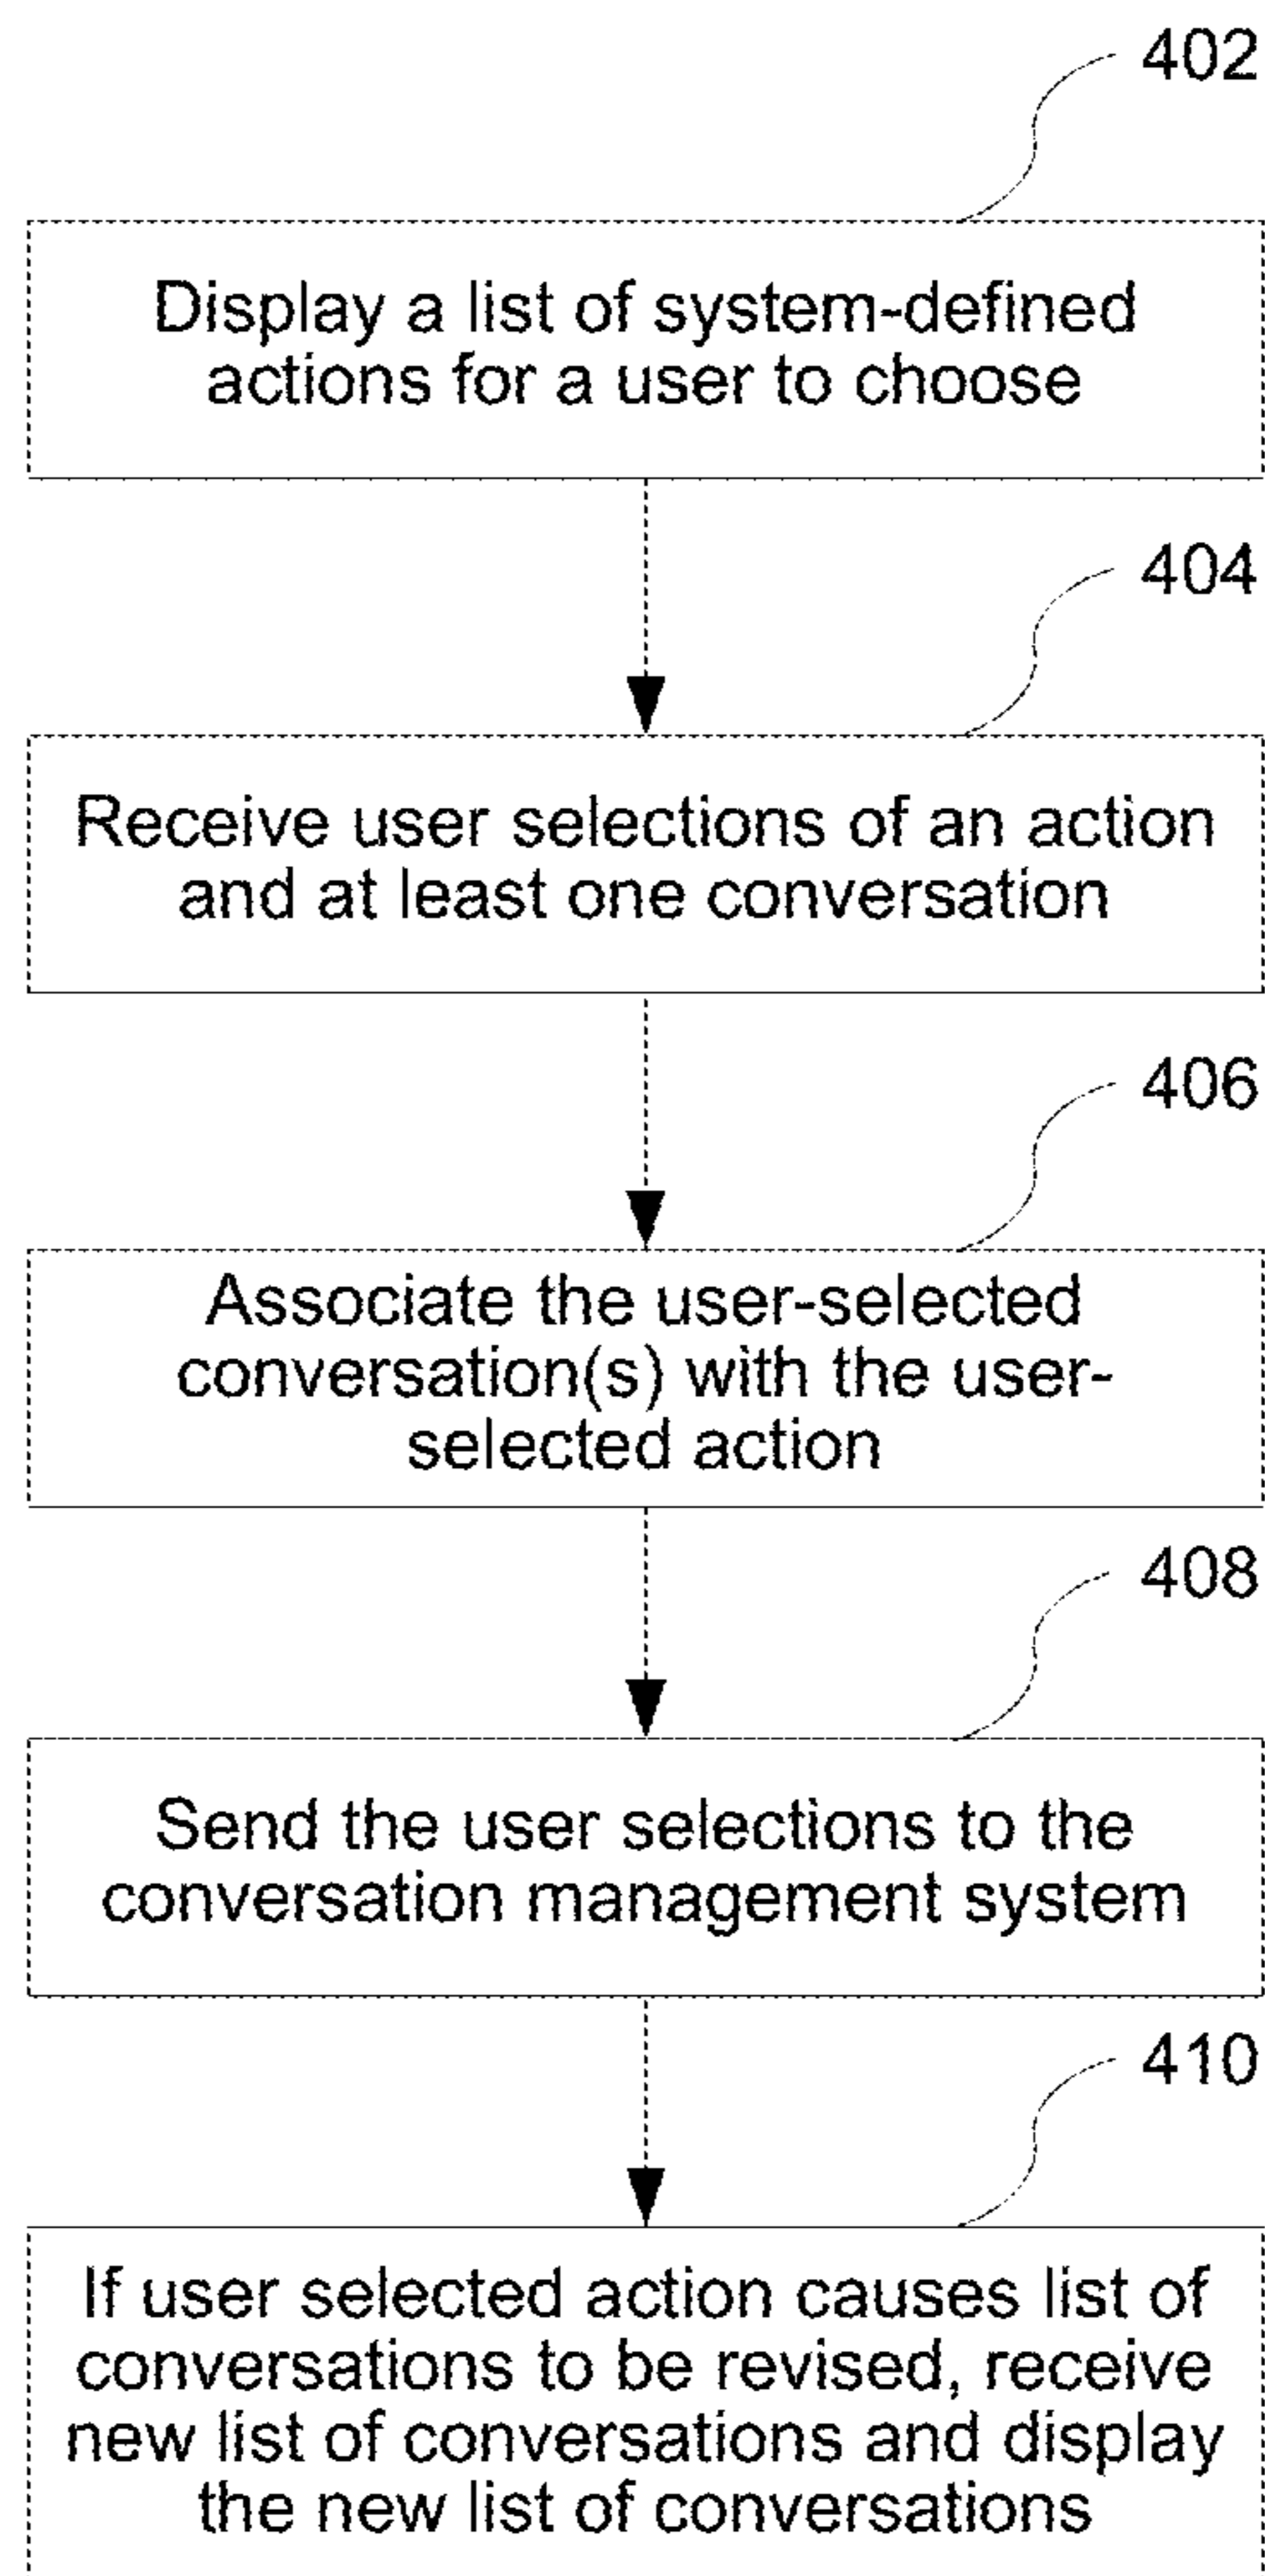 402
Display a list of system-defined
actions for a user to choose
404
Receive user selections of an action
and at least one conversation
406
Associate the user-selected
conversation(s) with the user-
selected action
408
Send the user selections to the
conversation management system
410
If user selected action causes list of
conversations to be revised, receive
new list of conversations and display
the new list of conversations